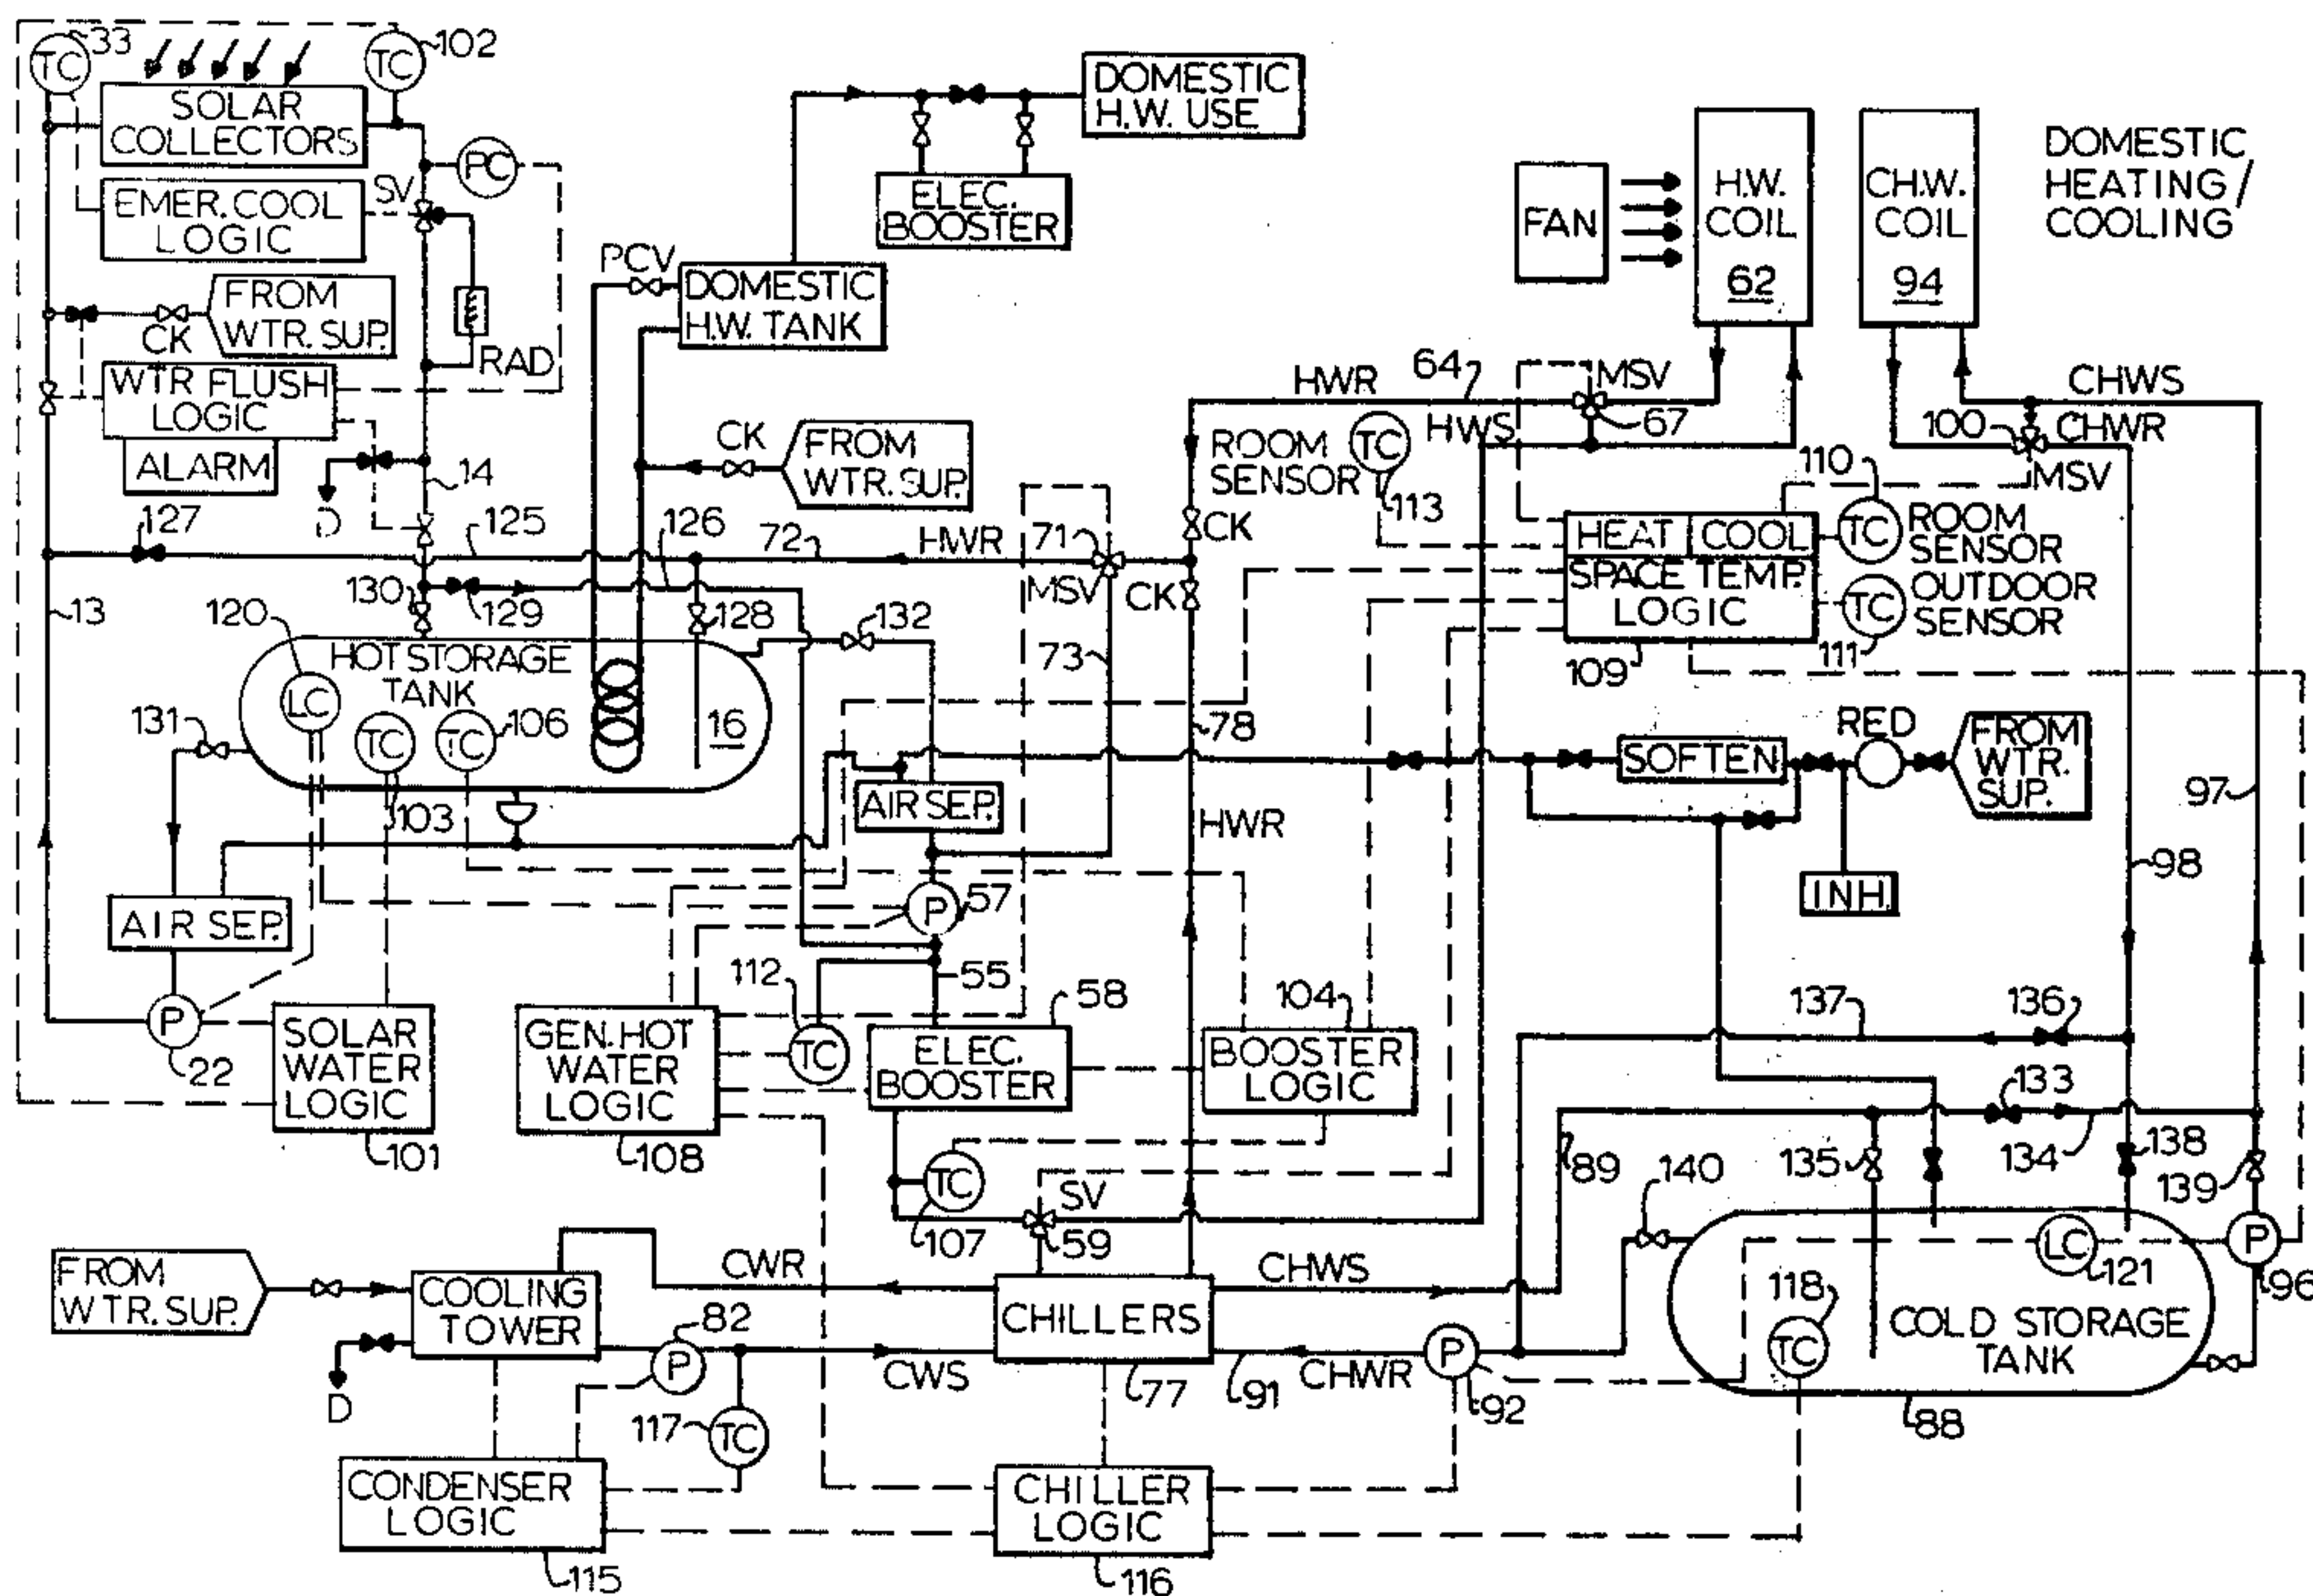 33
TC
102
TC
SOLAR
COLLECTORS
PC
SV
EMER. COOL
LOGIC
FROM
WTR. SUP.
CK
RAD
WTR FLUSH
LOGIC
ALARM
14
D
DOMESTIC
H.W. USE
ELEC.
BOOSTER
PCV
DOMESTIC
H.W. TANK
CK
FROM
WTR. SUP.
FAN
H.W.
COIL
62
CH.W.
COIL
94
DOMESTIC
HEATING/
COOLING
64
HWR
MSV
67
HWS
CHWS
100
CHWR
MSV
ROOM
SENSOR
TC
113
CK
110
TC
ROOM
SENSOR
HEAT
COOL
SPACE TEMP.
LOGIC
109
TC
OUTDOOR
SENSOR
111
127
125
126
72
HWR
71
MSV
CK
13
130
129
128
132
120
HOT STORAGE
TANK
LC
TC
TC
106
16
103
131
73
78
HWR
AIR SEP.
AIR SEP.
P
57
55
RED
SOFTEN
FROM
WTR.
SUP.
INH.
97
98
P
22
SOLAR
WATER
LOGIC
101
GEN. HOT
WATER
LOGIC
108
112
TC
58
ELEC.
BOOSTER
104
BOOSTER
LOGIC
TC
107
SV
59
137
136
133
134
135
138
139
89
140
FROM
WTR. SUP.
D
COOLING
TOWER
CWR
82
P
CWS
117
TC
CHILLERS
77
CHWS
91
CHWR
P
92
118
TC
LC
121
P
96
COLD STORAGE
TANK
88
CONDENSER
LOGIC
115
CHILLER
LOGIC
116